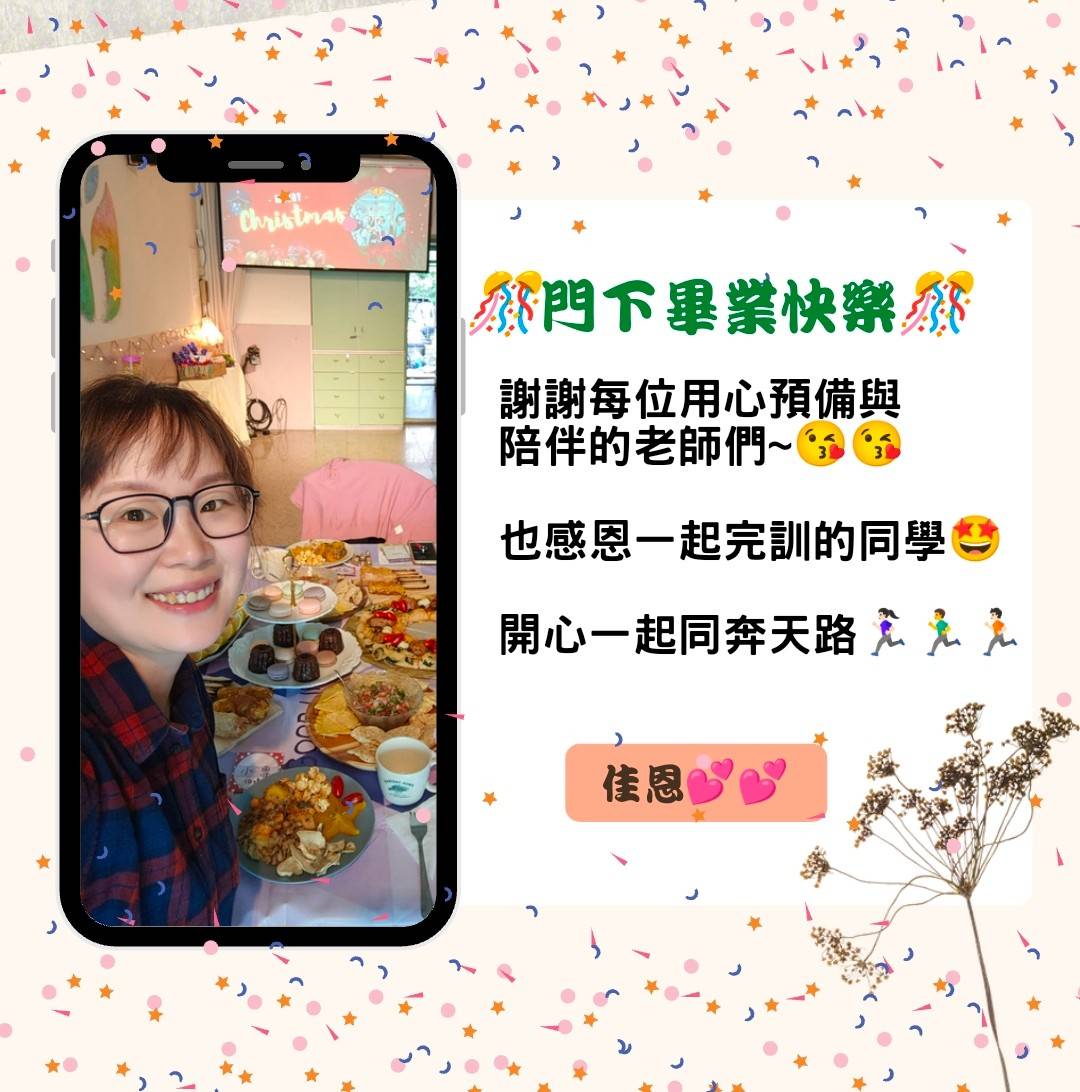 Christmas
🎊門下畢業快樂🎊
謝謝每位用心預備與
陪伴的老師們~😘😘
也感恩一起完訓的同學🤩
開心一起同奔天路🏃🏻‍♀️🏃‍♂️🏃🏻
佳恩💕💕